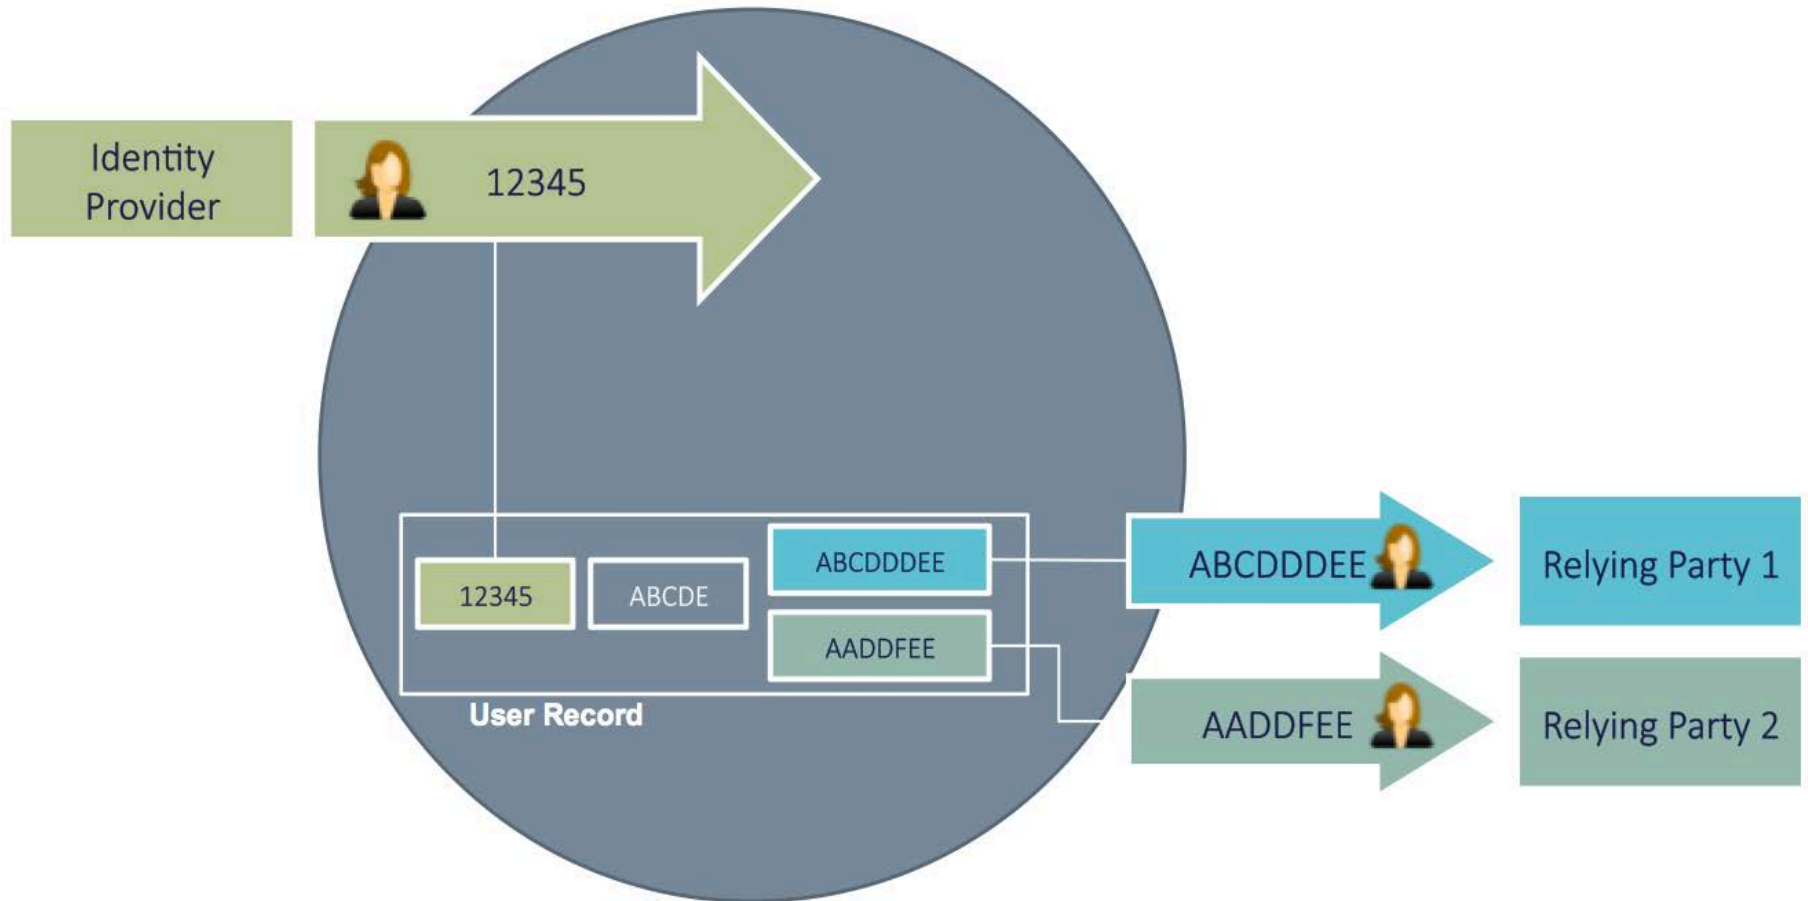 Identity
Provider
12345
12345
ABCDE
ABCDDDEE
AADDFEE
User Record
ABCDDDEE
Relying Party 1
AADDFEE
Relying Party 2